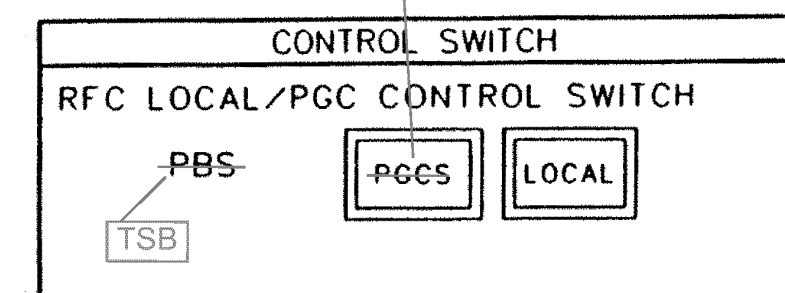 CONTROL SWITCH
RFC LOCAL/PGC CONTROL SWITCH
PBS PGCS LOCAL
TSB